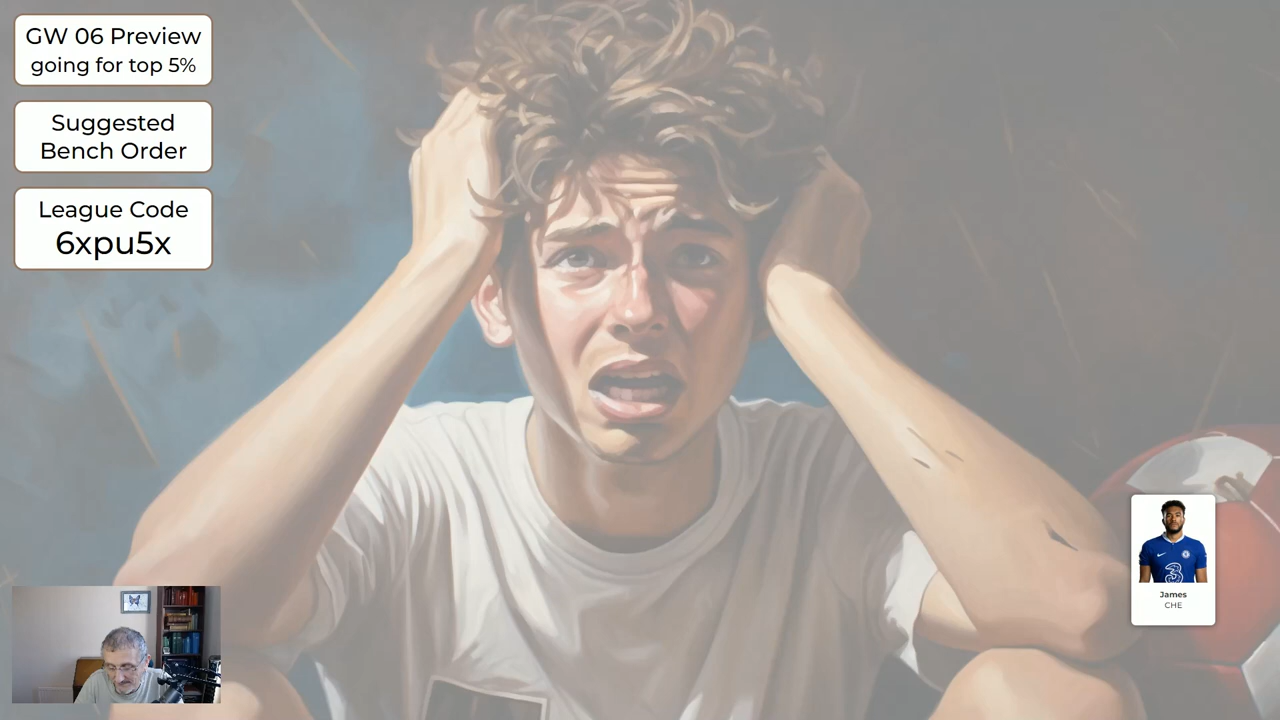 GW 06 Preview
going for top 5%
Suggested
Bench Order
League Code
6xpu5x
James
CHE